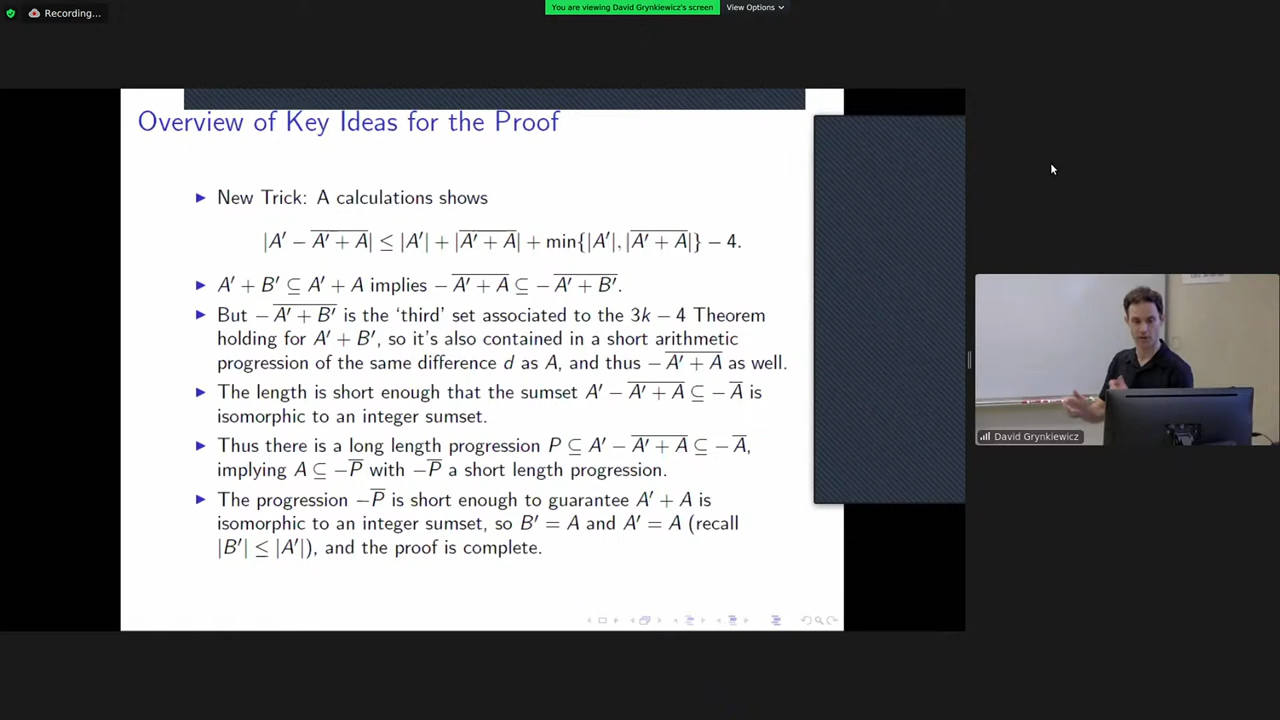 Recording...
You are viewing David Grynkiewicz's screen
View Options
Overview of Key Ideas for the Proof
▶ New Trick: A calculations shows
|A′ − \overline{A′ + A}| ≤ |A′| + |\overline{A′ + A}| + min{|A′|, |\overline{A′ + A}|} − 4.
▶ A′ + B′ ⊆ A′ + A implies −\overline{A′ + A} ⊆ −\overline{A′ + B′}.
▶ But −\overline{A′ + B′} is the ‘third’ set associated to the 3k − 4 Theorem
holding for A′ + B′, so it's also contained in a short arithmetic
progression of the same difference d as A, and thus −\overline{A′ + A} as well.
▶ The length is short enough that the sumset A′ − \overline{A′ + A} ⊆ −\overline{A} is
isomorphic to an integer sumset.
▶ Thus there is a long length progression P ⊆ A′ − \overline{A′ + A} ⊆ −\overline{A},
implying A ⊆ −\overline{P} with −\overline{P} a short length progression.
▶ The progression −\overline{P} is short enough to guarantee A′ + A is
isomorphic to an integer sumset, so B′ = A and A′ = A (recall
|B′| ≤ |A′|), and the proof is complete.
David Grynkiewicz